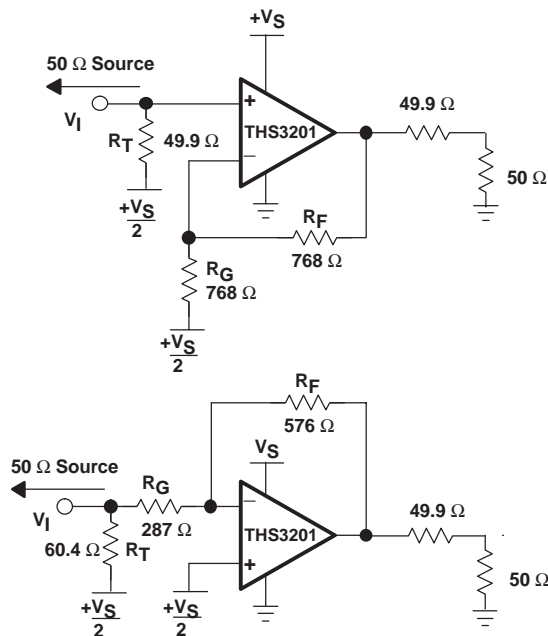 +VS
50 Ω Source
VI
RT
49.9 Ω
+VS
2
+
THS3201
−
49.9 Ω
50 Ω
RF
768 Ω
RG
768 Ω
+VS
2
RF
576 Ω
50 Ω Source
VS
RG
VI
287 Ω
−
THS3201
+
49.9 Ω
60.4 Ω
RT
50 Ω
+VS
2
+VS
2